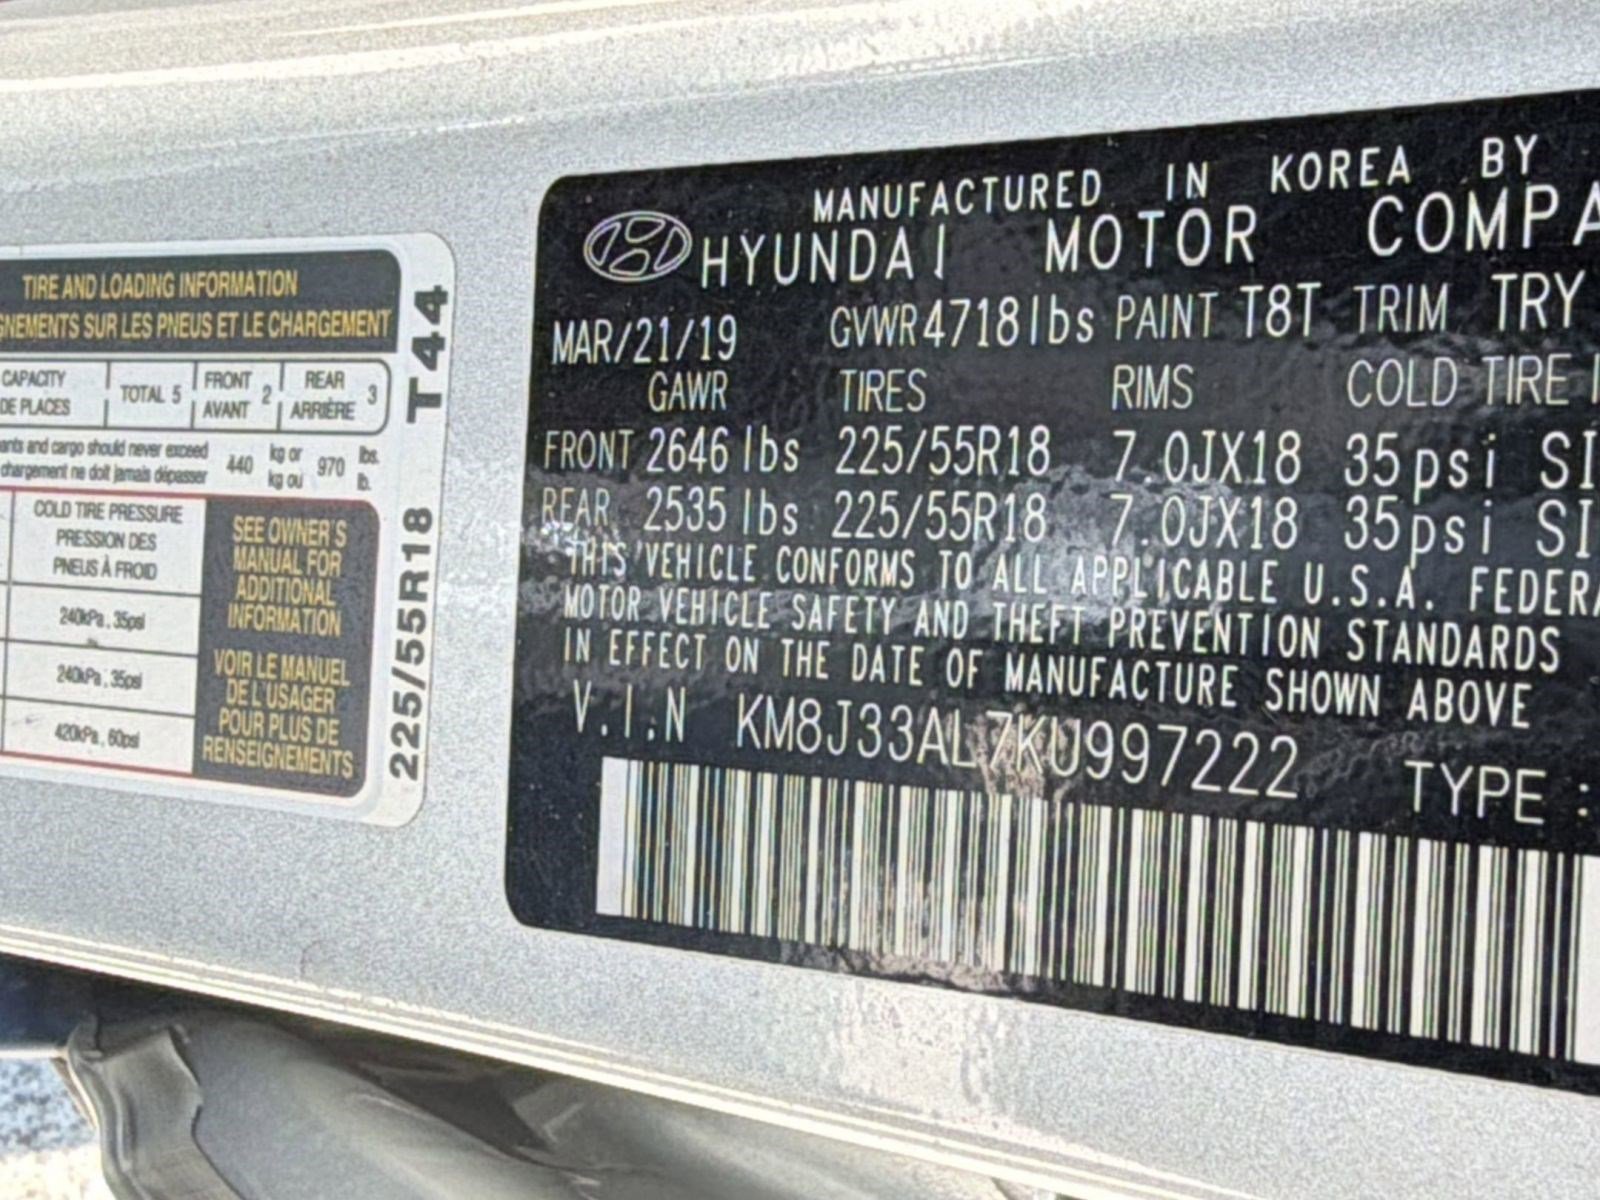 TIRE AND LOADING INFORMATION
GNEMENTS SUR LES PNEUS ET LE CHARGEMENT
CAPACITY TOTAL 5 FRONT 2 REAR 3
DE PLACES AVANT ARRIÈRE
ants and cargo should never exceed 440 kg or 970 lbs.
chargement ne doit jamais dépasser kg ou lb.
COLD TIRE PRESSURE
PRESSION DES
PNEUS À FROID
240kPa, 35psi
240kPa, 35psi
420kPa, 60psi
SEE OWNER'S
MANUAL FOR
ADDITIONAL
INFORMATION
VOIR LE MANUEL
DE L'USAGER
POUR PLUS DE
RENSEIGNEMENTS
225/55R18 T44
MANUFACTURED IN KOREA BY
HYUNDAI MOTOR COMPA
MAR/21/19 GVWR 4718lbs PAINT T8T TRIM TRY
GAWR TIRES RIMS COLD TIRE I
FRONT 2646 lbs 225/55R18 7.0JX18 35psi SI
REAR 2535 lbs 225/55R18 7.0JX18 35psi SI
THIS VEHICLE CONFORMS TO ALL APPLICABLE U.S.A. FEDERA
MOTOR VEHICLE SAFETY AND THEFT PREVENTION STANDARDS
IN EFFECT ON THE DATE OF MANUFACTURE SHOWN ABOVE
V.I.N KM8J33AL7KU997222
TYPE :